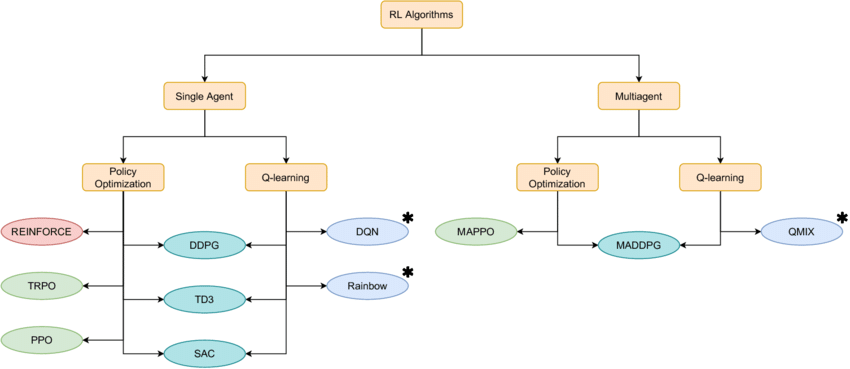 RL Algorithms
Single Agent
Multiagent
Policy
Optimization
Q-learning
Policy
Optimization
Q-learning
REINFORCE
DDPG
DQN
*
MAPPO
MADDPG
QMIX
*
TRPO
TD3
Rainbow
*
PPO
SAC